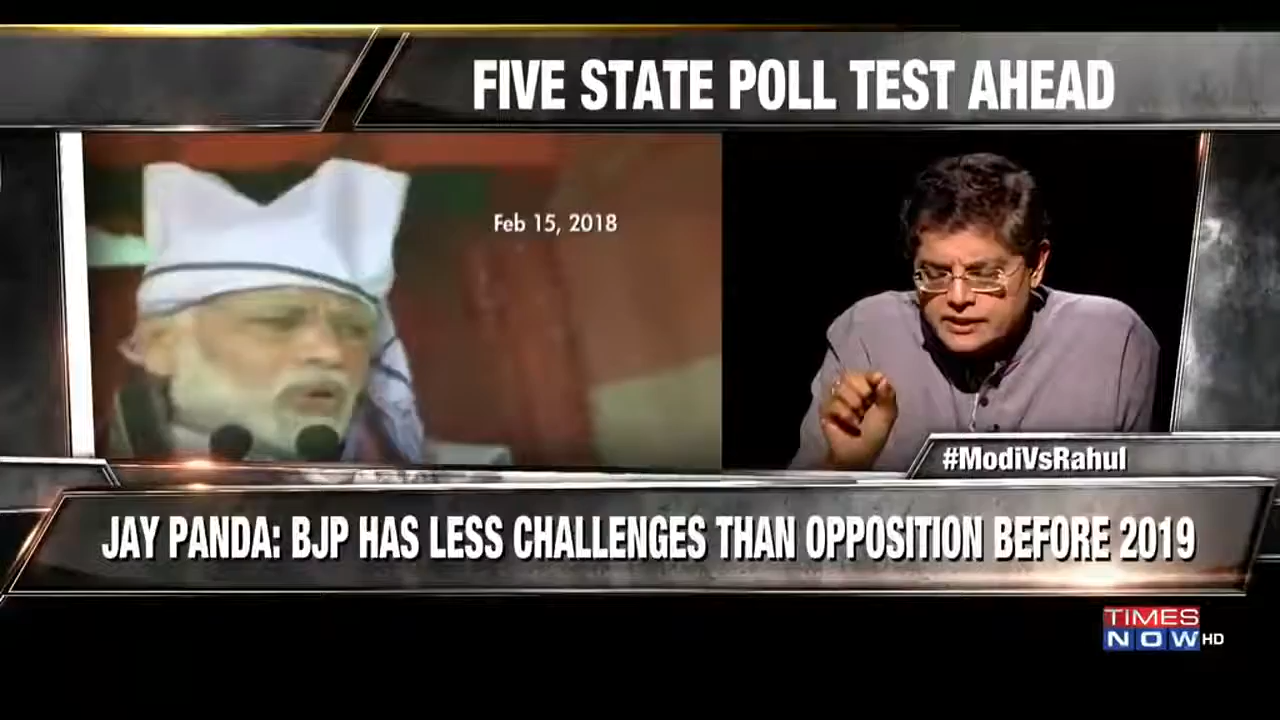 FIVE STATE POLL TEST AHEAD
Feb 15, 2018
#ModiVsRahul
JAY PANDA: BJP HAS LESS CHALLENGES THAN OPPOSITION BEFORE 2019
TIMES
NOW HD